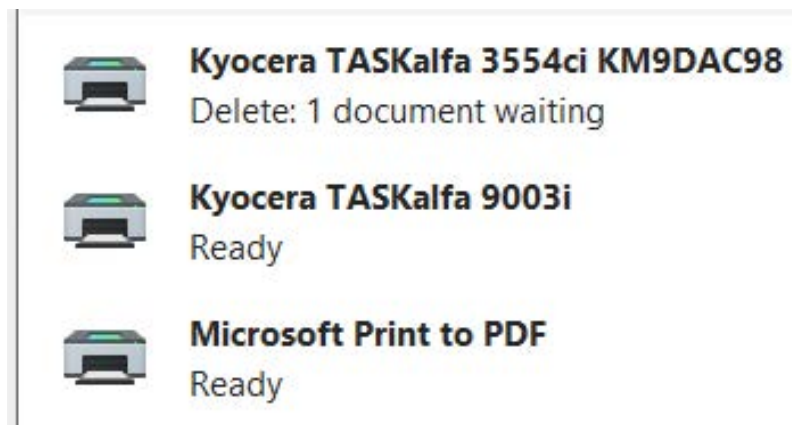 Kyocera TASKalfa 3554ci KM9DAC98
Delete: 1 document waiting
Kyocera TASKalfa 9003i
Ready
Microsoft Print to PDF
Ready